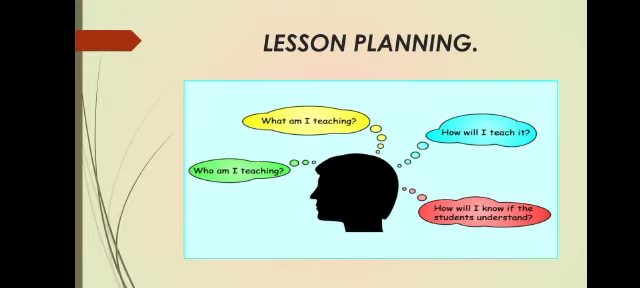 LESSON PLANNING.
What am I teaching?
How will I teach it?
Who am I teaching?
How will I know if the
students understand?